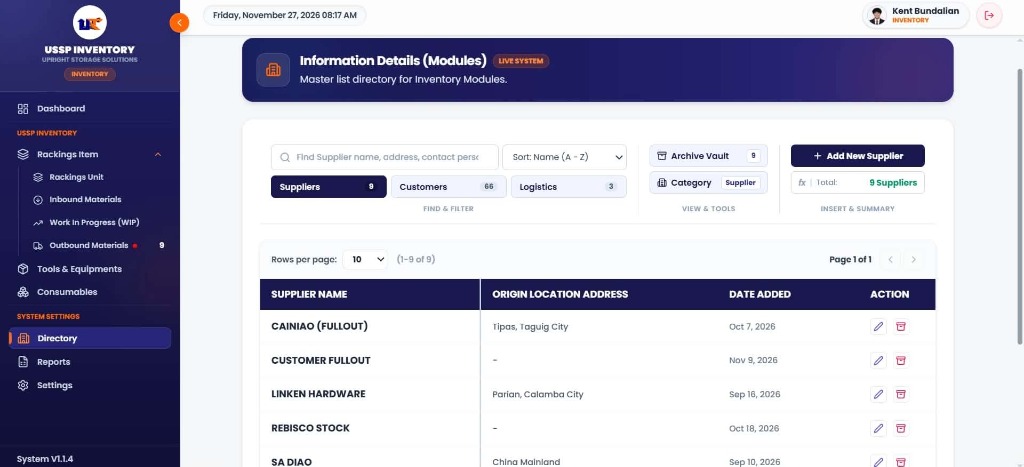 Friday, November 27, 2026 08:17 AM
Kent Bundalian
INVENTORY
USSP INVENTORY
UPRIGHT STORAGE SOLUTIONS
INVENTORY
Dashboard
USSP INVENTORY
Rackings Item
Rackings Unit
Inbound Materials
Work In Progress (WIP)
Outbound Materials 9
Tools & Equipments
Consumables
SYSTEM SETTINGS
Directory
Reports
Settings
System V1.1.4
Information Details (Modules) LIVE SYSTEM
Master list directory for Inventory Modules.
Find Supplier name, address, contact pers
Sort: Name (A - Z)
Suppliers 9
Customers 66
Logistics 3
FIND & FILTER
Archive Vault 9
Category Supplier
VIEW & TOOLS
+ Add New Supplier
fx | Total: 9 Suppliers
INSERT & SUMMARY
Rows per page: 10 (1-9 of 9)
Page 1 of 1
SUPPLIER NAME ORIGIN LOCATION ADDRESS DATE ADDED ACTION
CAINIAO (FULLOUT) Tipas, Taguig City Oct 7, 2026
CUSTOMER FULLOUT - Nov 9, 2026
LINKEN HARDWARE Parian, Calamba City Sep 16, 2026
REBISCO STOCK - Oct 18, 2026
SA DIAO China Mainland Sep 10, 2026